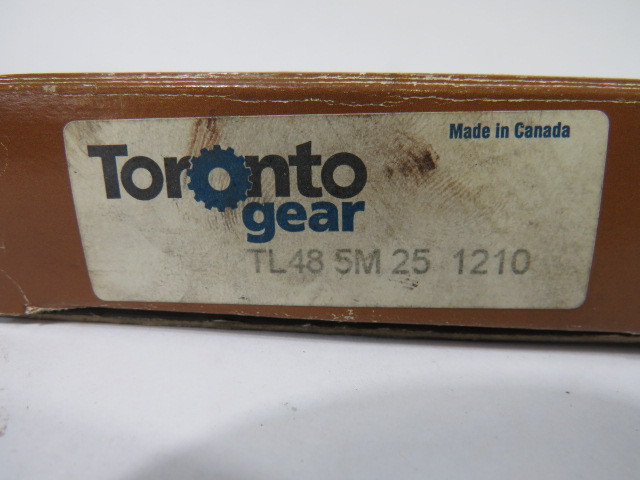 Made in Canada
Toronto
gear
TL48 5M 25 1210